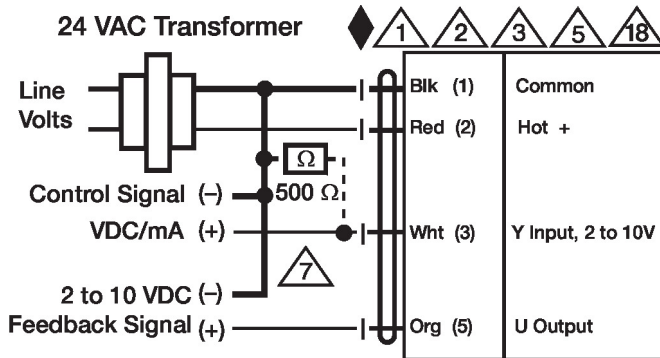 24 VAC Transformer
1 2 3 5 18
Line
Volts
Blk (1) Common
Red (2) Hot +
Ω
500 Ω
Control Signal (–)
VDC/mA (+)
Wht (3) Y Input, 2 to 10V
7
2 to 10 VDC (–)
Feedback Signal (+)
Org (5) U Output